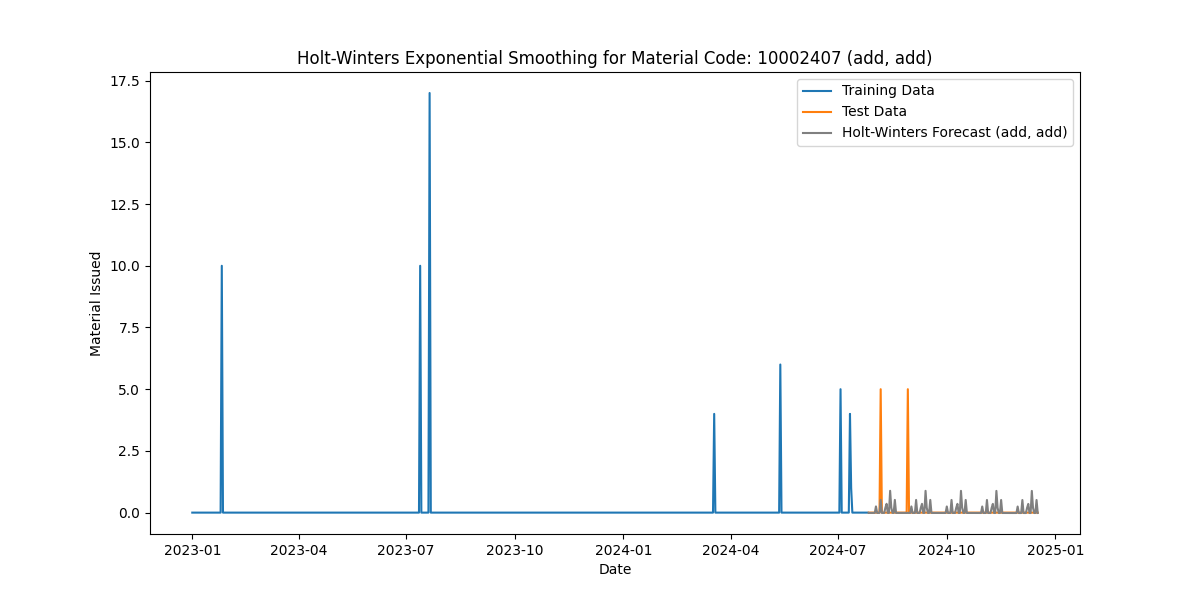 Holt-Winters Exponential Smoothing for Material Code: 10002407 (add, add)
Training Data
Test Data
Holt-Winters Forecast (add, add)
Material Issued
17.5
15.0
12.5
10.0
7.5
5.0
2.5
0.0
2023-01 2023-04 2023-07 2023-10 2024-01 2024-04 2024-07 2024-10 2025-01
Date